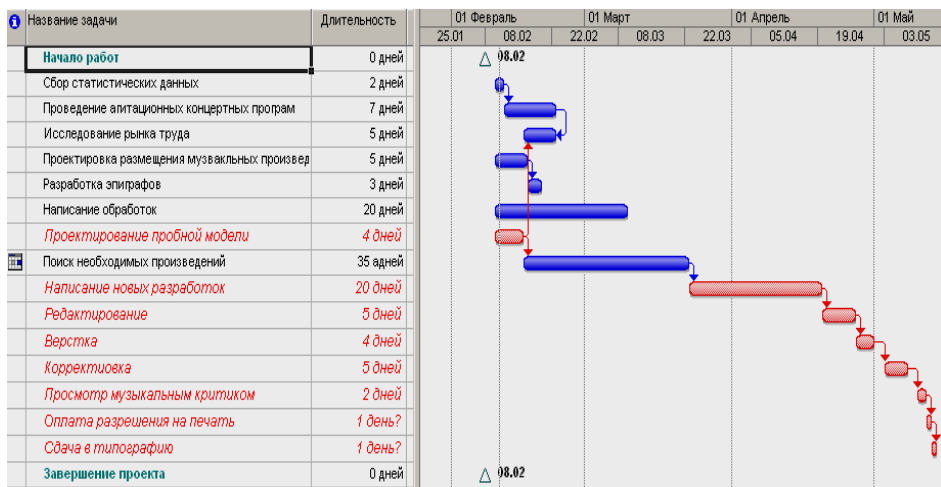 Название задачи Длительность 01 Февраль 01 Март 01 Апрель 01 Май
25.01 08.02 22.02 08.03 22.03 05.04 19.04 03.05
Начало работ 0 дней 08.02
Сбор статистических данных 2 дней
Проведение агитационных концертных програм 7 дней
Исследование рынка труда 5 дней
Проектировка размещения музвакльных произвед 5 дней
Разработка эпиграфов 3 дней
Написание обработок 20 дней
Проектирование пробной модели 4 дней
Поиск необходимых произведений 35 адней
Написание новых разработок 20 дней
Редактирование 5 дней
Верстка 4 дней
Корректиовка 5 дней
Просмотр музыкальным критиком 2 дней
Оплата разрешения на печать 1 день?
Сдача в типографию 1 день?
Завершение проекта 0 дней 08.02